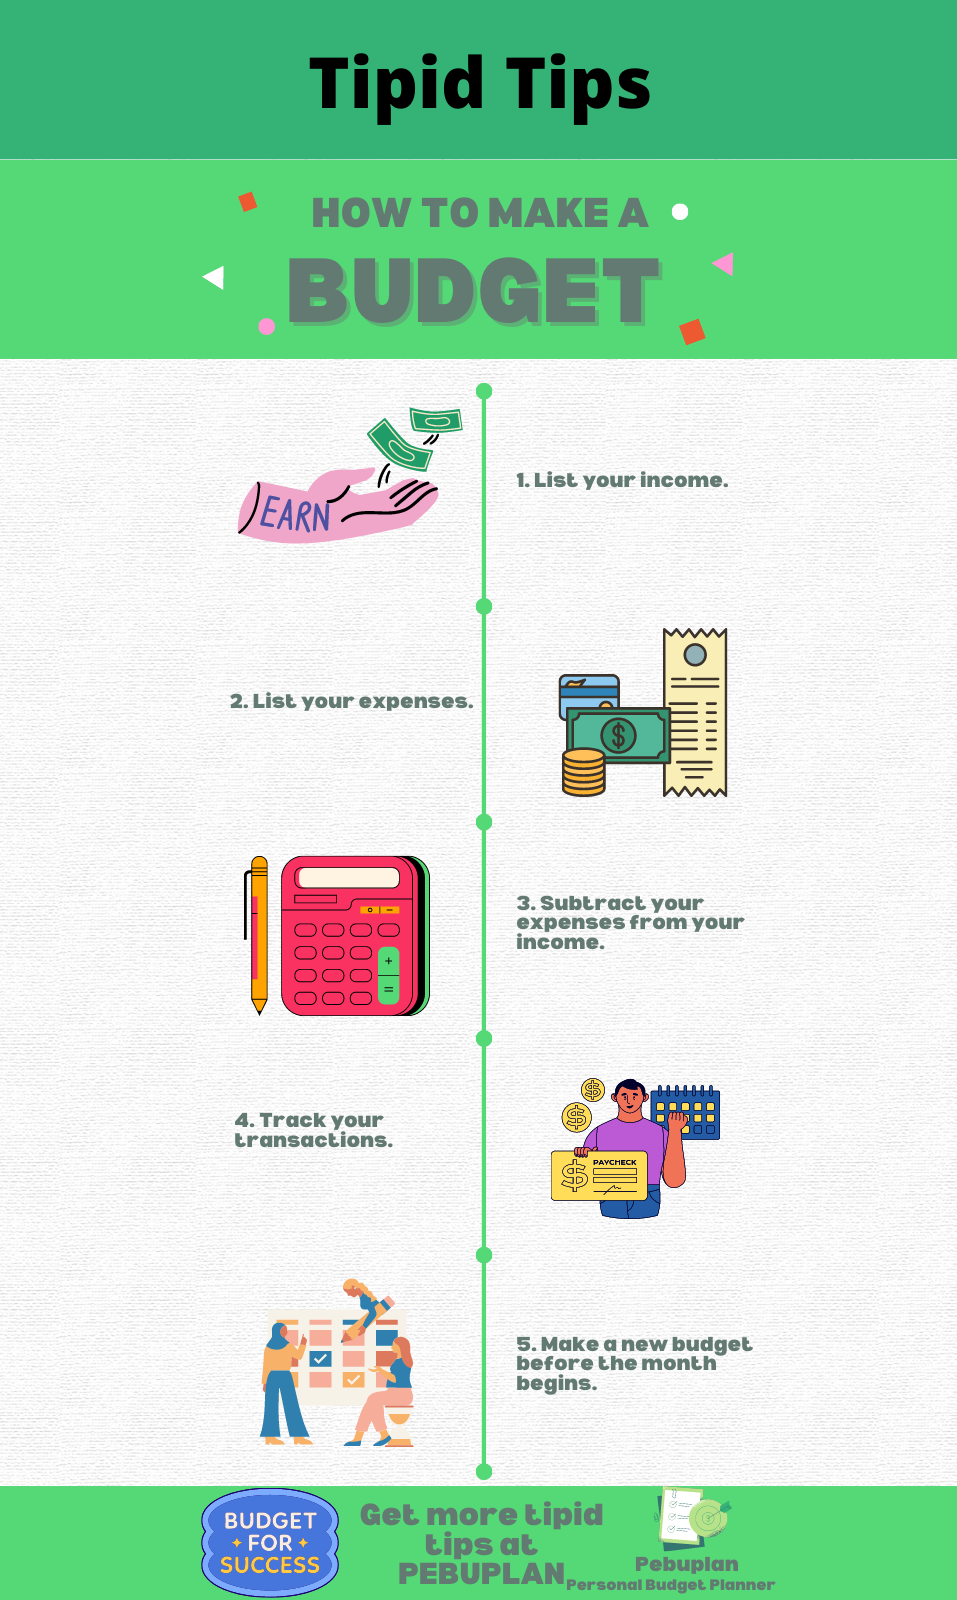 Tipid Tips
HOW TO MAKE A
BUDGET
EARN
1. List your income.
2. List your expenses.
$
3. Subtract your
expenses from your
income.
+
=
4. Track your
transactions.
$
$
$ PAYCHECK
5. Make a new budget
before the month
begins.
BUDGET
FOR
SUCCESS
Get more tipid
tips at
PEBUPLAN
Pebuplan
Personal Budget Planner